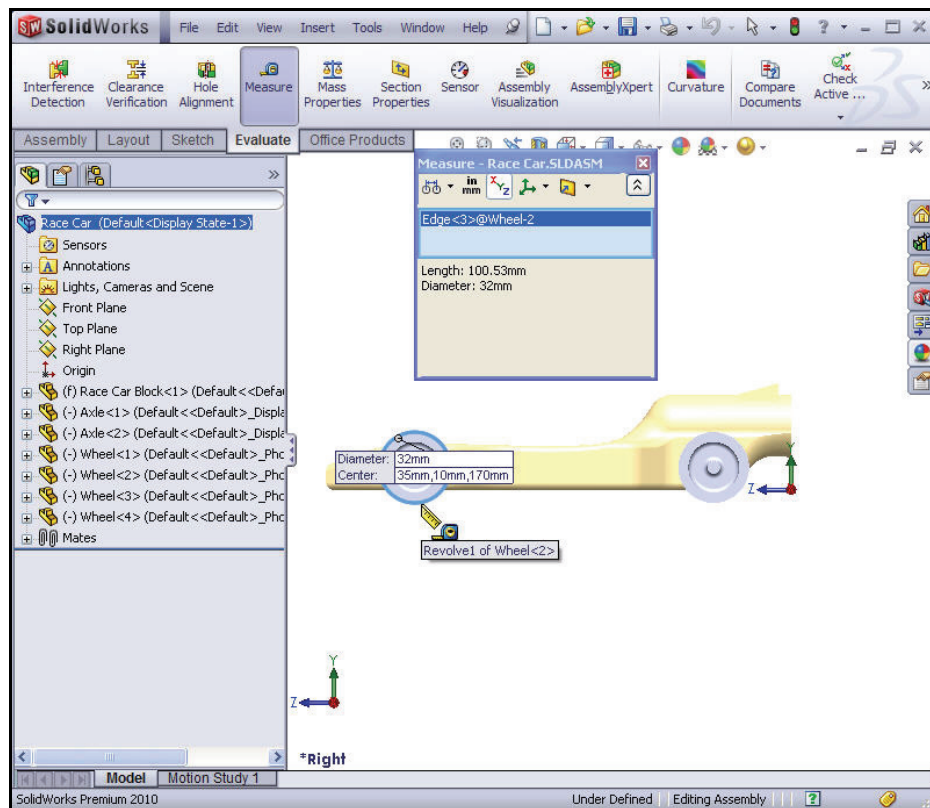 SolidWorks File Edit View Insert Tools Window Help
Interference Detection
Clearance Verification
Hole Alignment
Measure
Mass Properties
Section Properties
Sensor
Assembly Visualization
AssemblyXpert
Curvature
Compare Documents
Check Active ...
Assembly Layout Sketch Evaluate Office Products
Measure - Race Car.SLDASM
in
mm
XYZ
Edge<3>@Wheel-2
Length: 100.53mm
Diameter: 32mm
Race Car (Default<Display State-1>)
Sensors
Annotations
Lights, Cameras and Scene
Front Plane
Top Plane
Right Plane
Origin
(f) Race Car Block<1> (Default<<Defa
(-) Axle<1> (Default<<Default>_Displa
(-) Axle<2> (Default<<Default>_Displa
(-) Wheel<1> (Default<<Default>_Pho
(-) Wheel<2> (Default<<Default>_Pho
(-) Wheel<3> (Default<<Default>_Pho
(-) Wheel<4> (Default<<Default>_Pho
Mates
Diameter: 32mm
Center: 35mm,10mm,170mm
Revolve1 of Wheel<2>
Y
Z
Y
Z
*Right
Model Motion Study 1
SolidWorks Premium 2010 Under Defined Editing Assembly